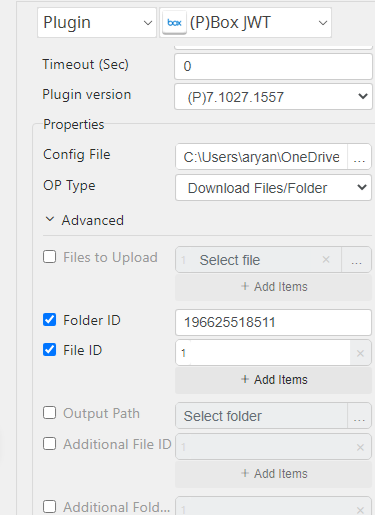 Plugin box (P)Box JWT
Timeout (Sec) 0
Plugin version (P)7.1027.1557
Properties
Config File C:\Users\aryan\OneDrive ...
OP Type Download Files/Folder
Advanced
Files to Upload 1 Select file × ...
+ Add Items
Folder ID 196625518511
File ID 1 ×
+ Add Items
Output Path Select folder ...
Additional File ID 1 ×
+ Add Items
Additional Fold... 1 ×